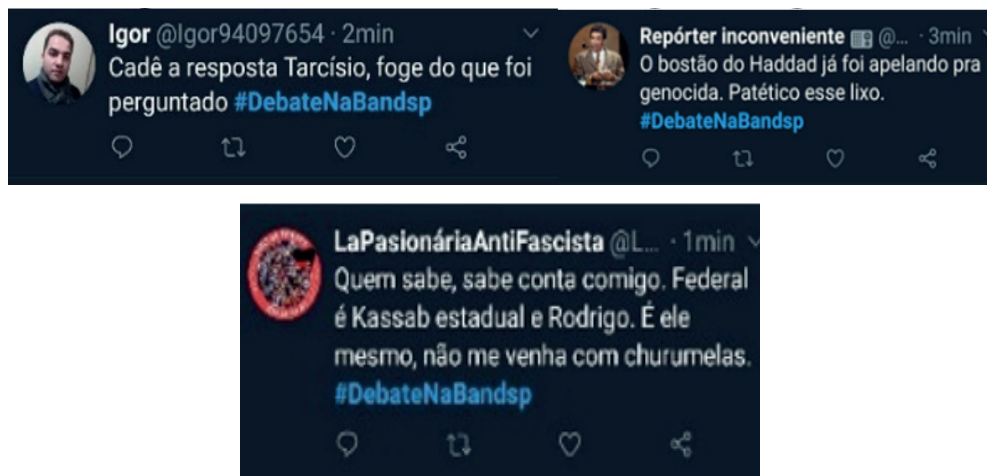 Igor @Igor94097654 · 2min
Cadê a resposta Tarcísio, foge do que foi
perguntado #DebateNaBandsp
Repórter inconveniente @... · 3min
O bostão do Haddad já foi apelando pra
genocida. Patético esse lixo.
#DebateNaBandsp
LaPasionáriaAntiFascista @L... · 1min
Quem sabe, sabe conta comigo. Federal
é Kassab estadual e Rodrigo. É ele
mesmo, não me venha com churumelas.
#DebateNaBandsp